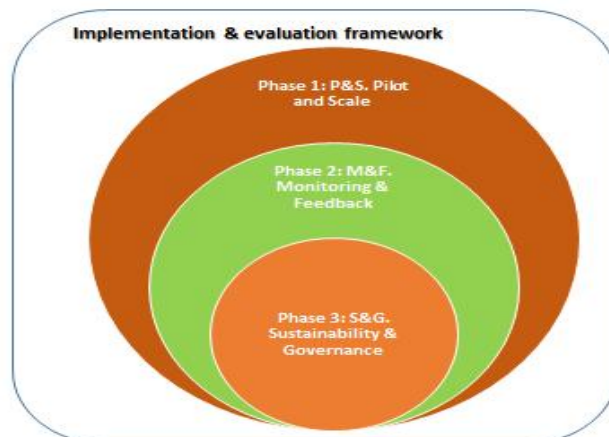 Implementation & evaluation framework
Phase 1: P&S. Pilot
and Scale
Phase 2: M&F.
Monitoring &
Feedback
Phase 3: S&G.
Sustainability &
Governance